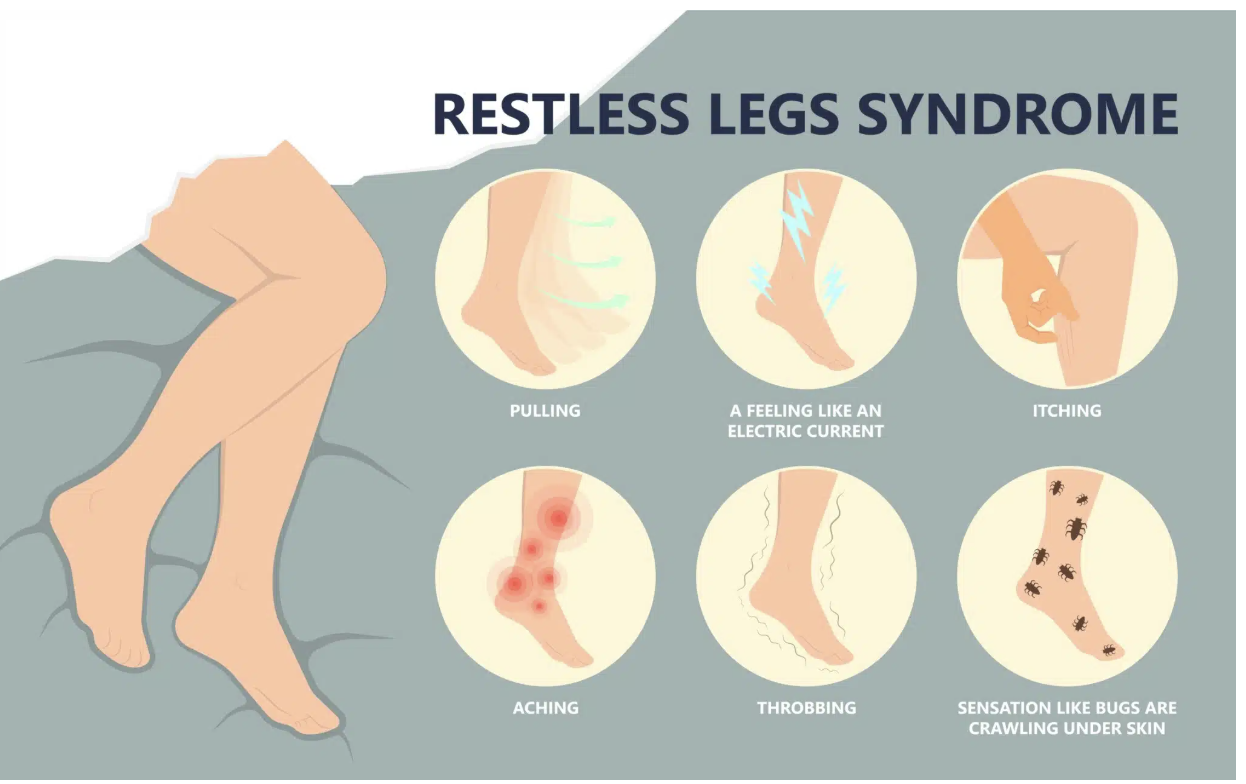 RESTLESS LEGS SYNDROME
PULLING
A FEELING LIKE AN
ELECTRIC CURRENT
ITCHING
ACHING
THROBBING
SENSATION LIKE BUGS ARE
CRAWLING UNDER SKIN